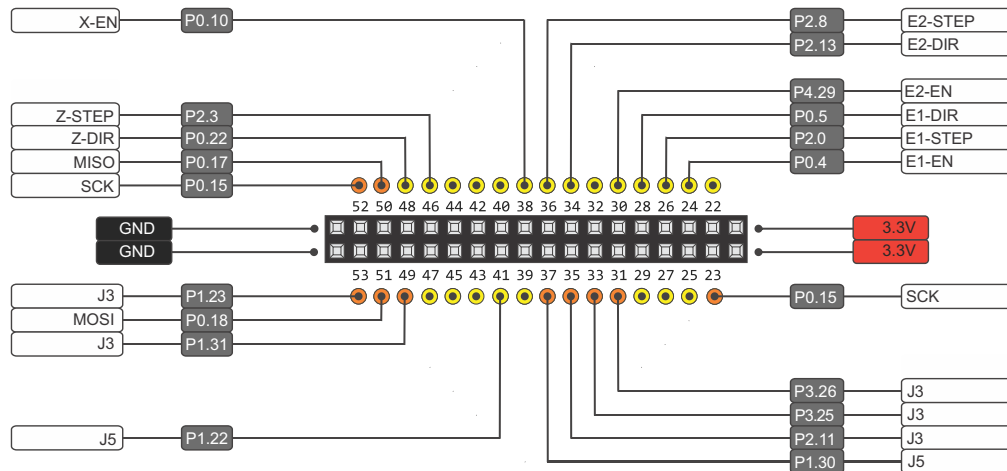 X-EN P0.10 P2.8 E2-STEP
P2.13 E2-DIR
P4.29 E2-EN
Z-STEP P2.3 P0.5 E1-DIR
Z-DIR P0.22 P2.0 E1-STEP
MISO P0.17 P0.4 E1-EN
SCK P0.15
52 50 48 46 44 42 40 38 36 34 32 30 28 26 24 22
GND 3.3V
GND 3.3V
53 51 49 47 45 43 41 39 37 35 33 31 29 27 25 23
J3 P1.23 P0.15 SCK
MOSI P0.18
J3 P1.31
P3.26 J3
P3.25 J3
J5 P1.22 P2.11 J3
P1.30 J5